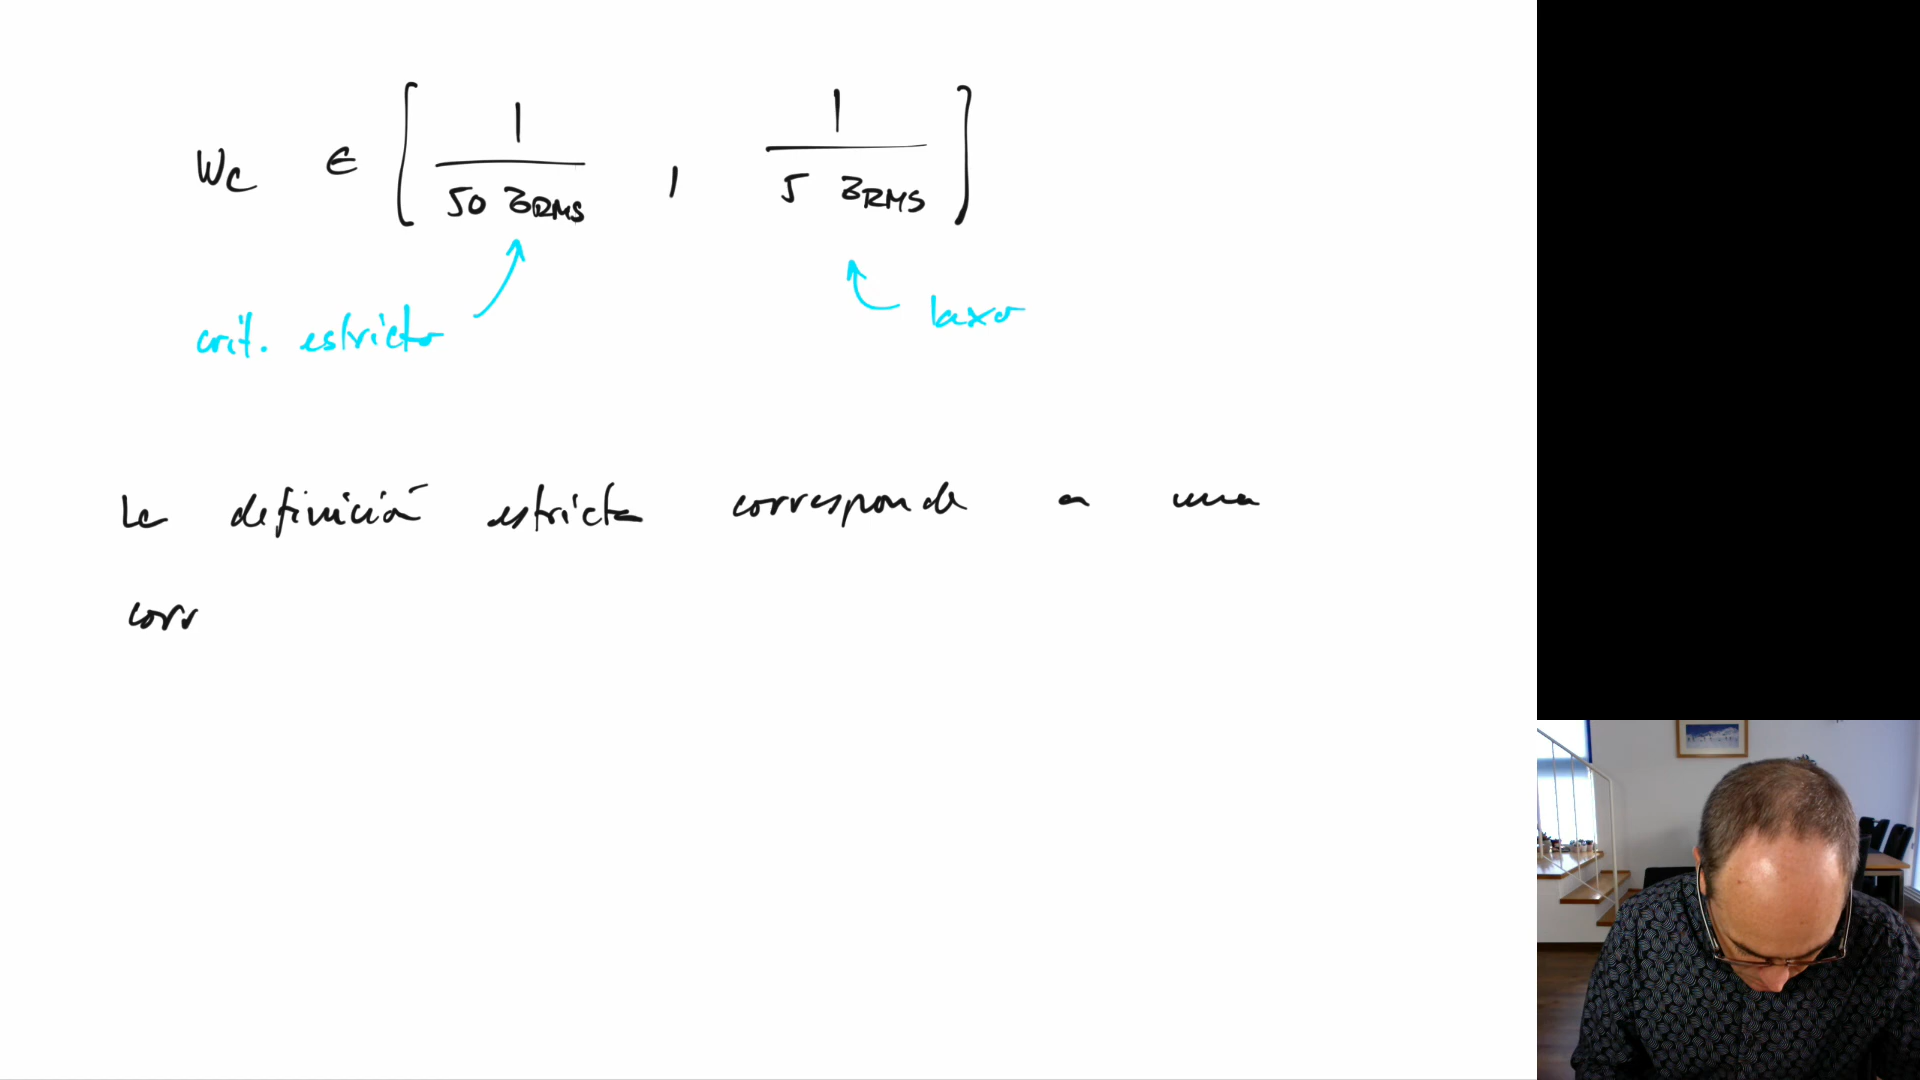 Wc ∈ [ 1 / 50 ZRMS , 1 / 5 ZRMS ]
crit. estricto
laxo
La definición estricta corresponde a una
corr